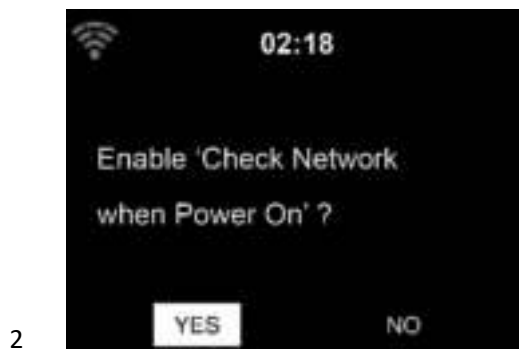 02:18
Enable 'Check Network
when Power On' ?
YES NO
2